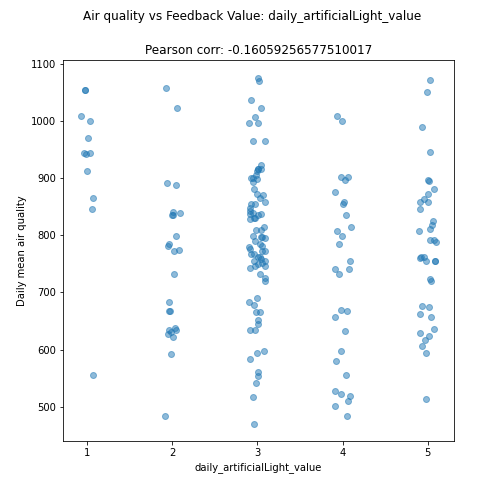 Air quality vs Feedback Value: daily_artificialLight_value
Pearson corr: -0.16059256577510017
1100
1000
900
800
700
600
500
Daily mean air quality
1 2 3 4 5
daily_artificialLight_value